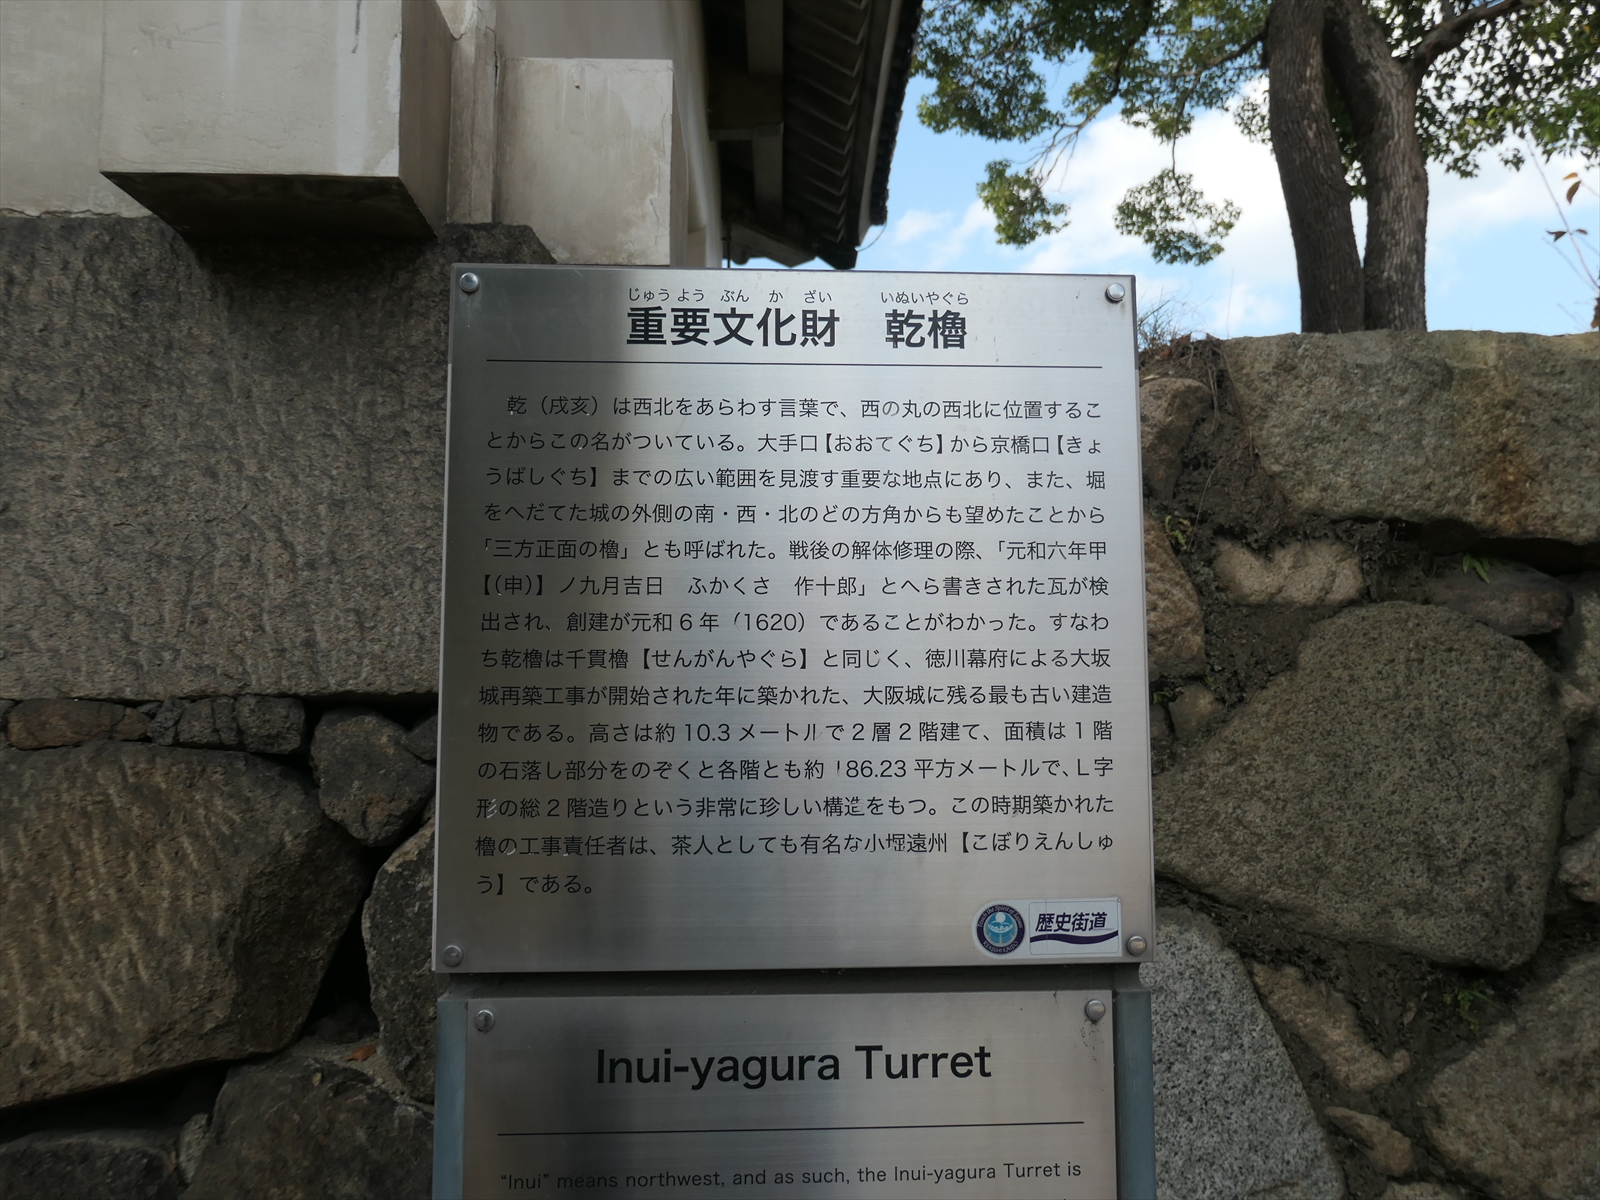 じゅう よう ぶん か ざい いぬいやぐら
重要文化財 乾櫓
乾（戌亥）は西北をあらわす言葉で、西の丸の西北に位置するこ
とからこの名がついている。大手口【おおてぐち】から京橋口【きょ
うばしぐち】までの広い範囲を見渡す重要な地点にあり、また、堀
をへだてた城の外側の南・西・北のどの方角からも望めたことから
「三方正面の櫓」とも呼ばれた。戦後の解体修理の際、「元和六年甲
【（申）】ノ九月吉日 ふかくさ 作十郎」とへら書きされた瓦が検
出され、創建が元和6年（1620）であることがわかった。すなわ
ち乾櫓は千貫櫓【せんがんやぐら】と同じく、徳川幕府による大坂
城再築工事が開始された年に築かれた、大阪城に残る最も古い建造
物である。高さは約10.3メートルで2層2階建て、面積は1階
の石落し部分をのぞくと各階とも約186.23平方メートルで、L字
形の総2階造りという非常に珍しい構造をもつ。この時期築かれた
櫓の工事責任者は、茶人としても有名な小堀遠州【こぼりえんしゅ
う】である。
歴史街道
Inui-yagura Turret
"Inui" means northwest, and as such, the Inui-yagura Turret is